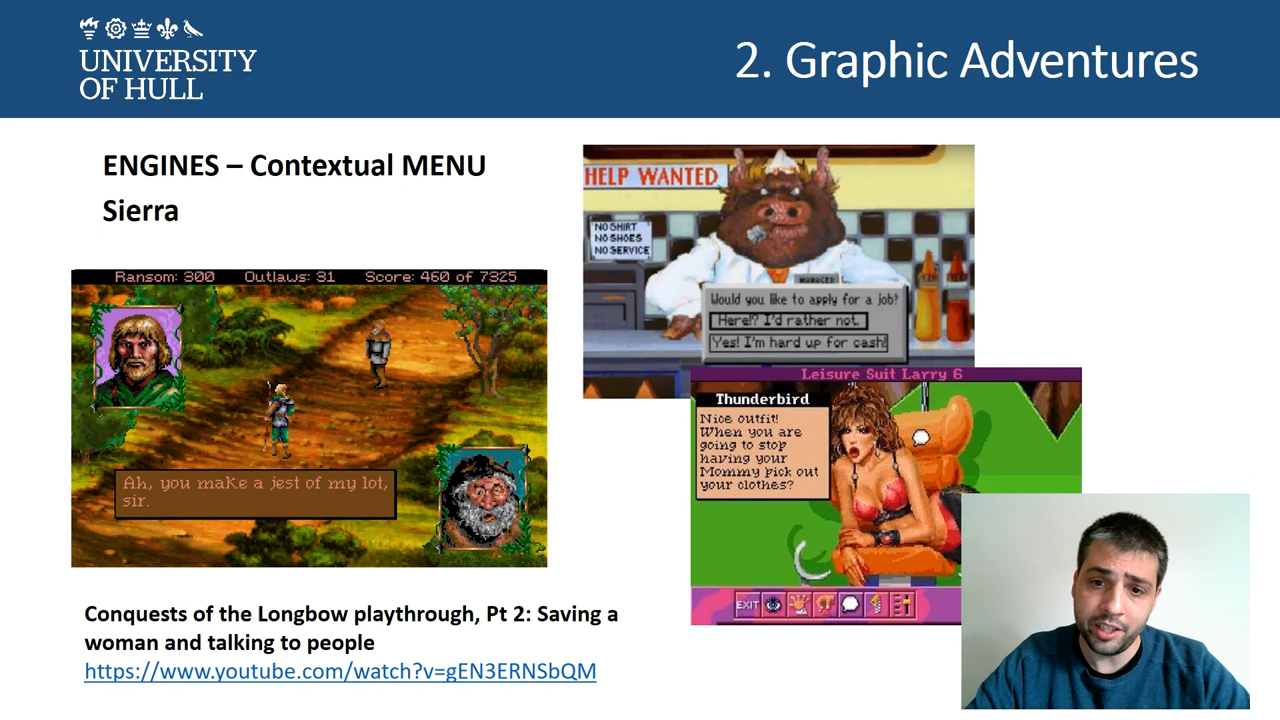 UNIVERSITY
OF HULL
2. Graphic Adventures
ENGINES – Contextual MENU
Sierra
Ransom: 300 Outlaws: 31 Score: 460 of 7325
Ah, you make a jest of my lot,
sir.
HELP WANTED
NO SHIRT
NO SHOES
NO SERVICE
MANAGER
Would you like to apply for a job?
Here!? I'd rather not.
Yes! I'm hard up for cash!
Leisure Suit Larry 6
Thunderbird
Nice outfit!
When you are
going to stop
having your
Mommy pick out
your clothes?
EXIT
Conquests of the Longbow playthrough, Pt 2: Saving a
woman and talking to people
https://www.youtube.com/watch?v=gEN3ERNSbQM